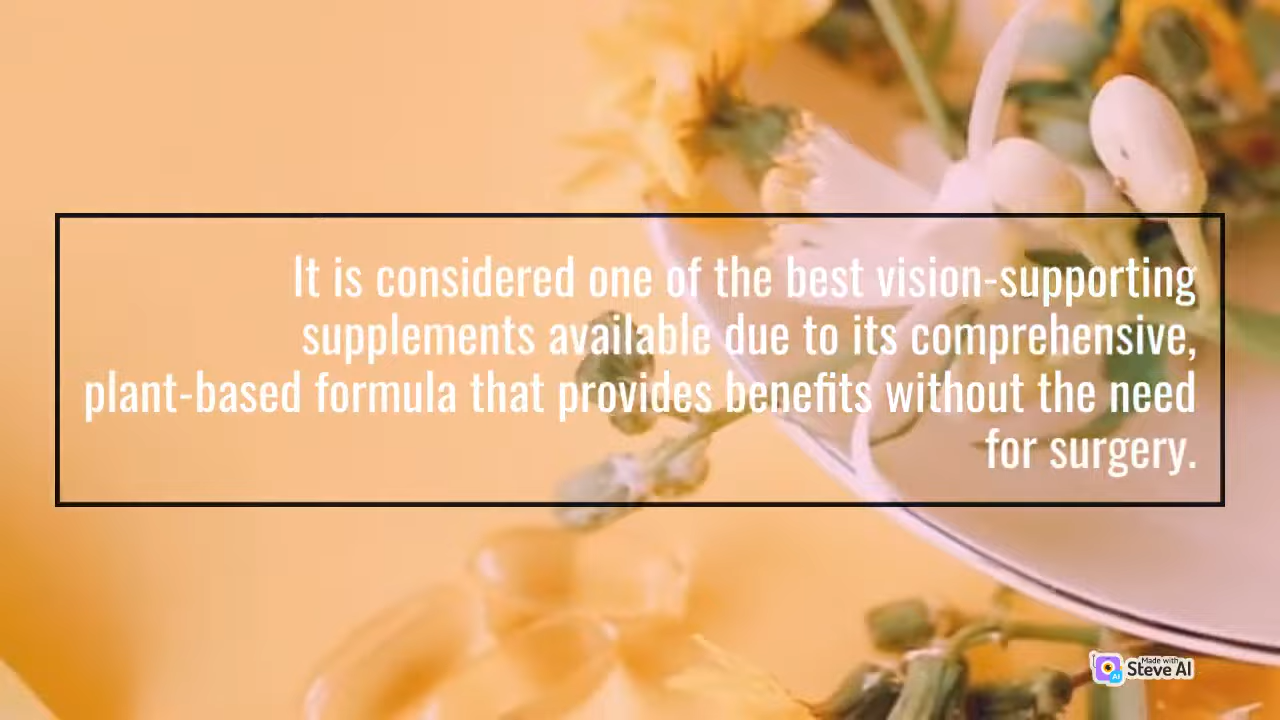 It is considered one of the best vision-supporting
supplements available due to its comprehensive,
plant-based formula that provides benefits without the need
for surgery.
Made with
AI Steve AI